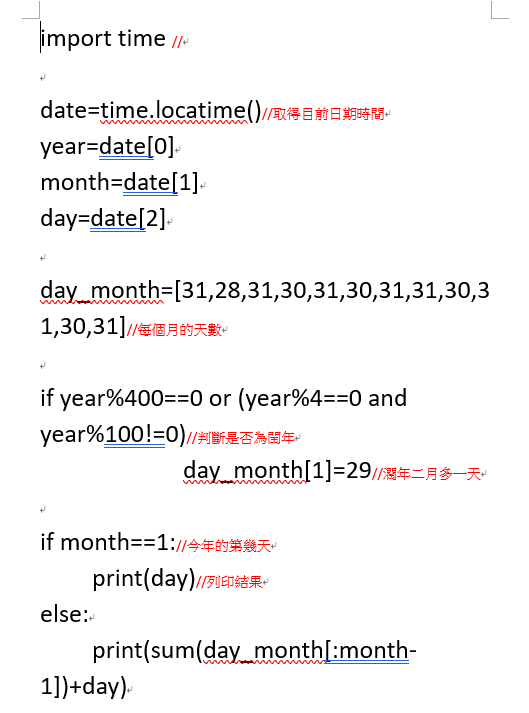 import time //
date=time.locatime()//取得目前日期時間
year=date[0]
month=date[1]
day=date[2]
day_month=[31,28,31,30,31,30,31,31,30,3
1,30,31]//每個月的天數
if year%400==0 or (year%4==0 and
year%100!=0)//判斷是否為閏年
day_month[1]=29//潤年二月多一天
if month==1://今年的第幾天
print(day)//列印結果
else:
print(sum(day_month[:month-
1])+day)